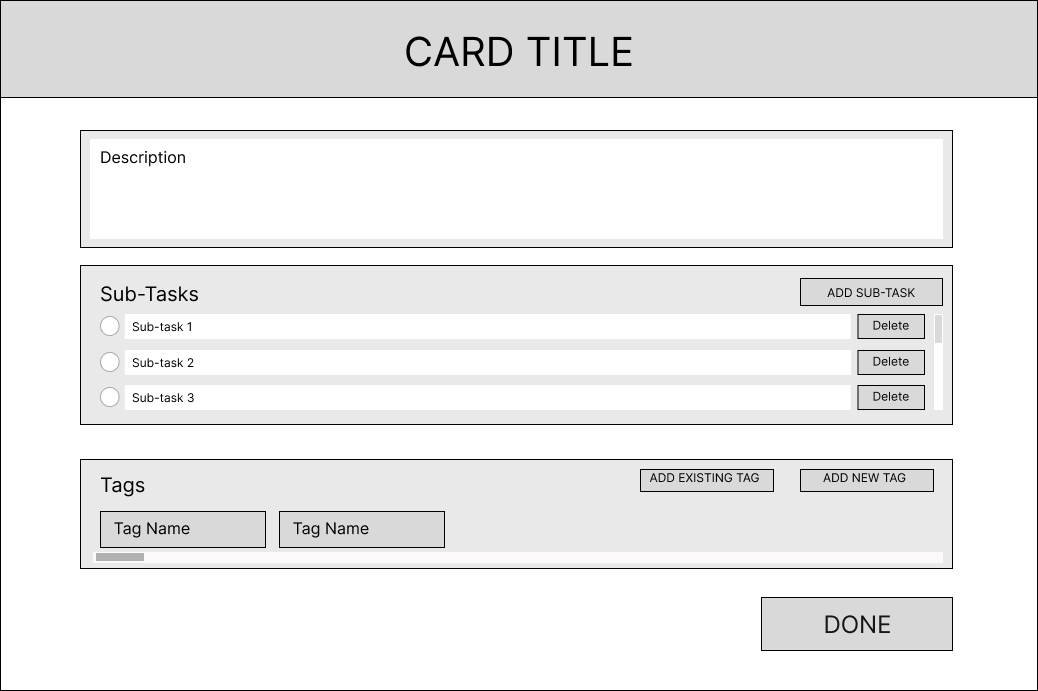 CARD TITLE
Description
Sub-Tasks
ADD SUB-TASK
Sub-task 1
Delete
Sub-task 2
Delete
Sub-task 3
Delete
Tags
ADD EXISTING TAG
ADD NEW TAG
Tag Name
Tag Name
DONE